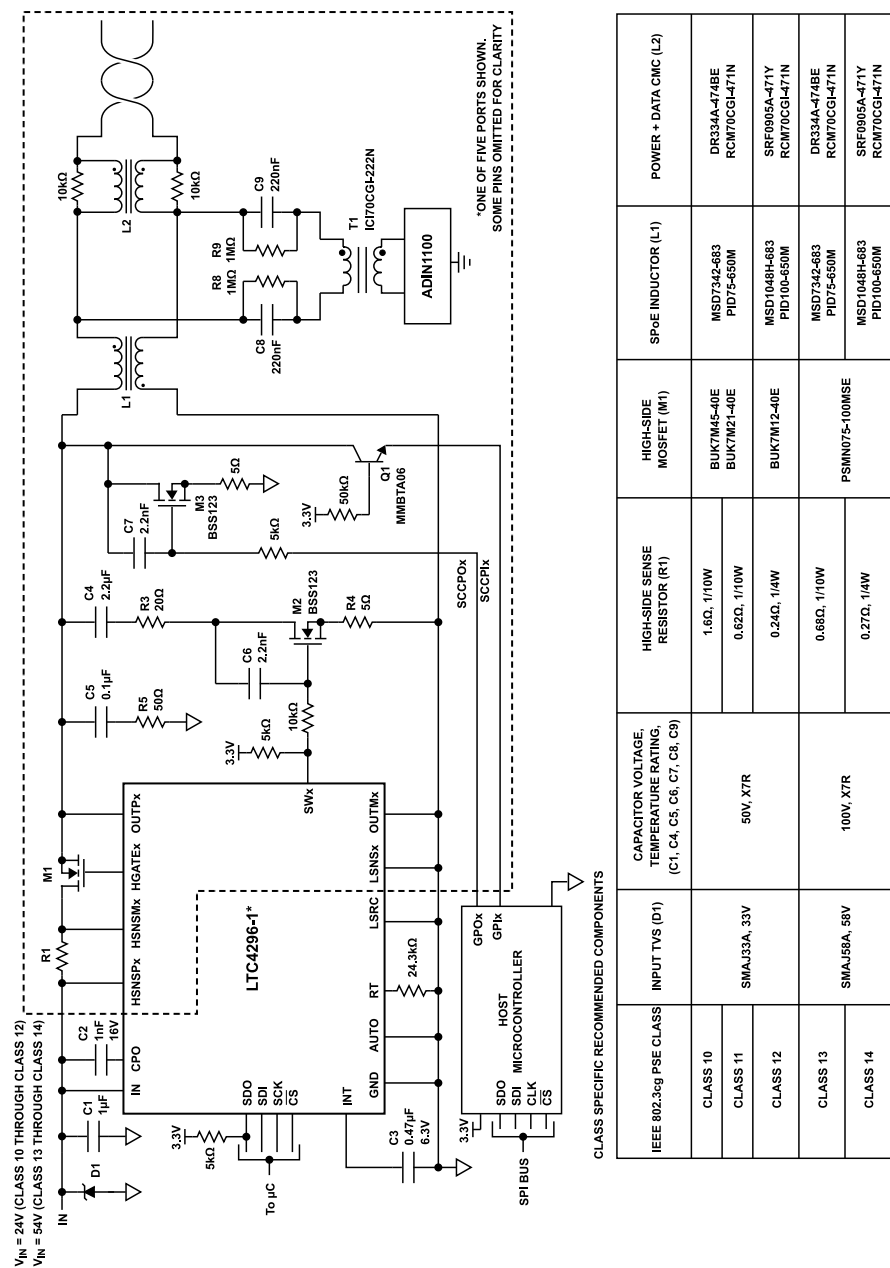 V_IN = 24V (CLASS 10 THROUGH CLASS 12)
V_IN = 54V (CLASS 13 THROUGH CLASS 14)
IN
D1
C1
1µF
C2
1nF
16V
R1
M1
C5
0.1µF
R5
50Ω
C4
2.2µF
R3
20Ω
C7
2.2nF
M3
BSS123
5Ω
L1
10kΩ
L2
10kΩ
IN
CPO
HSNSPx
HSNSMx
HGATEx
OUTPx
LTC4296-1*
SWx
3.3V
5kΩ
10kΩ
C6
2.2nF
M2
BSS123
R4
5Ω
5kΩ
3.3V
50kΩ
Q1
MMBTA06
C8
220nF
R8
1MΩ
R9
1MΩ
C9
220nF
T1
ICI70CGI-222N
ADIN1100
*ONE OF FIVE PORTS SHOWN.
SOME PINS OMITTED FOR CLARITY
3.3V
5kΩ
To µC
SDO
SDI
SCK
CS
INT
GND
AUTO
RT
LSRC
LSNSx
OUTMx
C3
0.47µF
6.3V
24.3kΩ
SCCPOx
SCCPIx
3.3V
SPI BUS
SDO
SDI
CLK
CS
HOST
MICROCONTROLLER
GPOx
GPIx
CLASS SPECIFIC RECOMMENDED COMPONENTS
IEEE 802.3cg PSE CLASS
INPUT TVS (D1)
CAPACITOR VOLTAGE,
TEMPERATURE RATING,
(C1, C4, C5, C6, C7, C8, C9)
HIGH-SIDE SENSE
RESISTOR (R1)
HIGH-SIDE
MOSFET (M1)
SPoE INDUCTOR (L1)
POWER + DATA CMC (L2)
CLASS 10
SMAJ33A, 33V
50V, X7R
1.6Ω, 1/10W
BUK7M45-40E
MSD7342-683
PID75-650M
DR334A-474BE
RCM70CGI-471N
CLASS 11
0.62Ω, 1/10W
BUK7M21-40E
CLASS 12
0.24Ω, 1/4W
BUK7M12-40E
MSD1048H-683
PID100-650M
SRF0905A-471Y
RCM70CGI-471N
CLASS 13
SMAJ58A, 58V
100V, X7R
0.68Ω, 1/10W
PSMN075-100MSE
MSD7342-683
PID75-650M
DR334A-474BE
RCM70CGI-471N
CLASS 14
0.27Ω, 1/4W
MSD1048H-683
PID100-650M
SRF0905A-471Y
RCM70CGI-471N